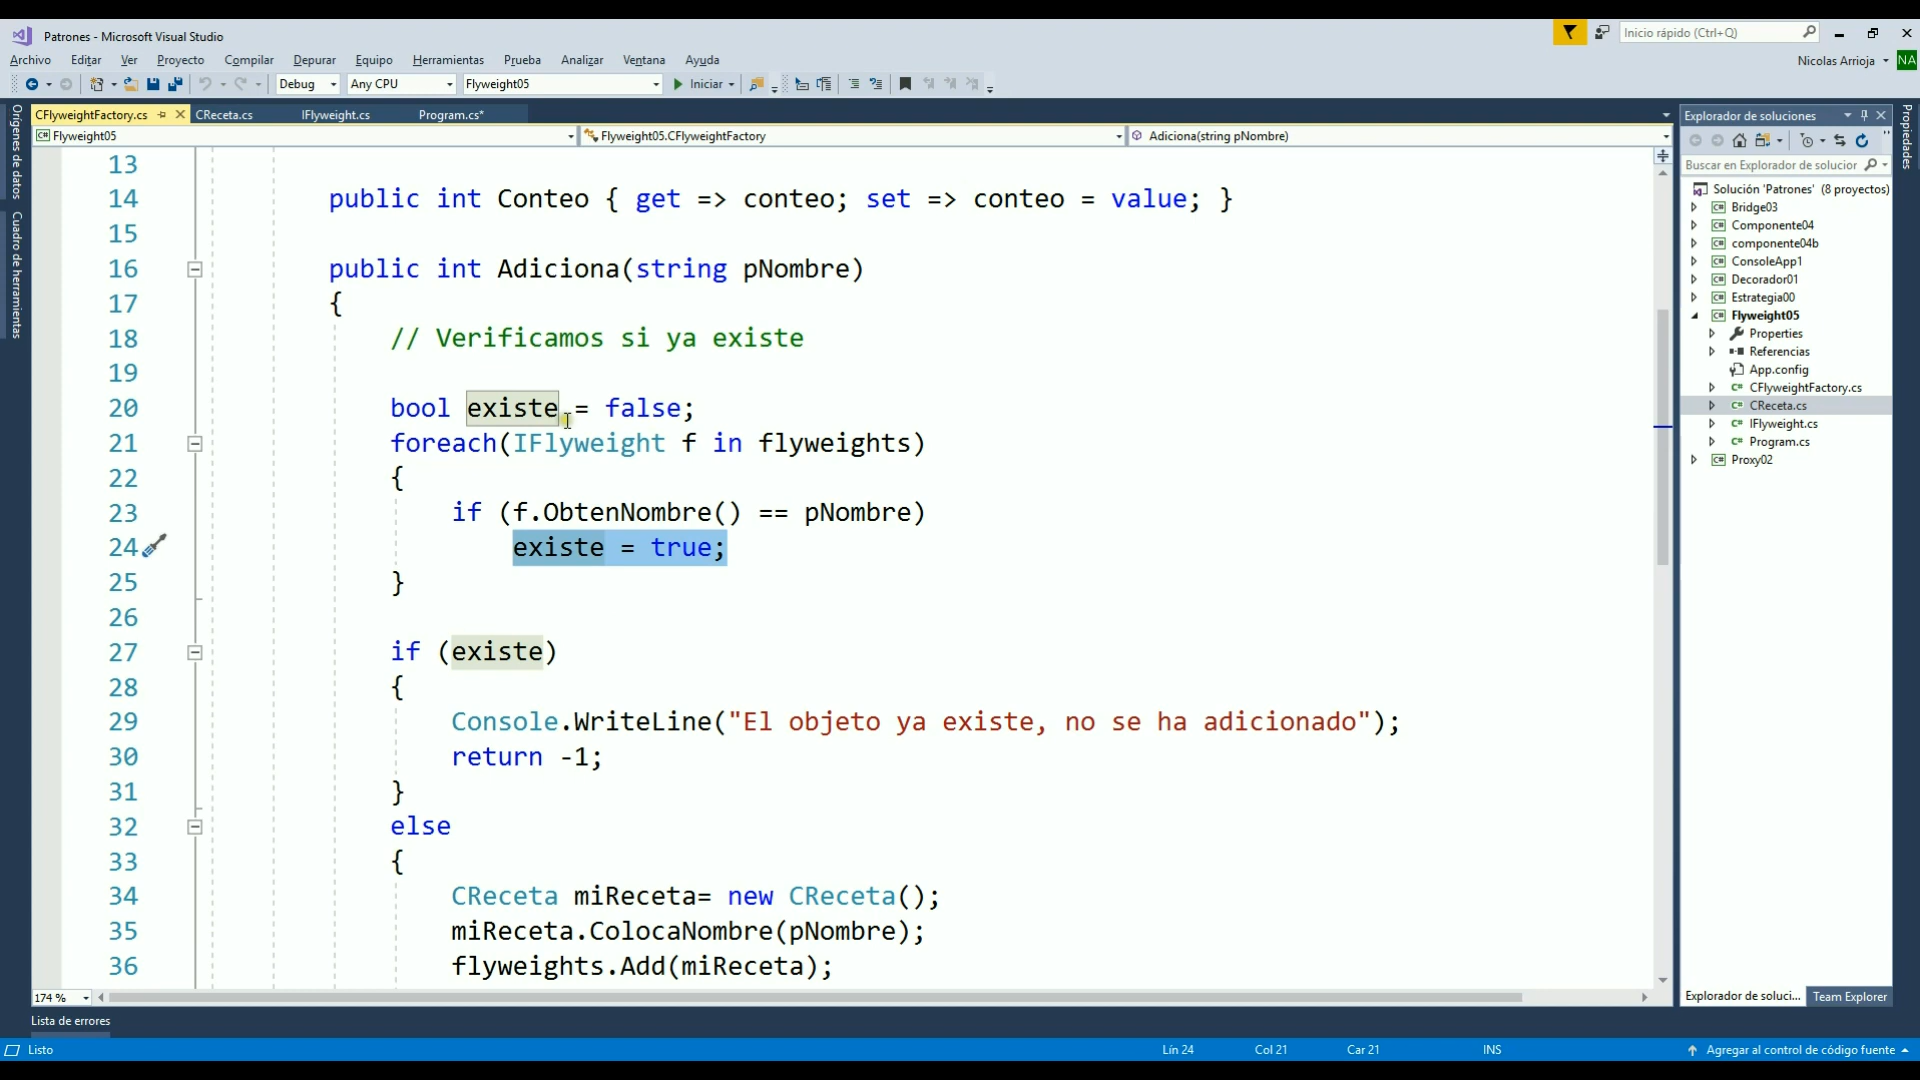 Patrones - Microsoft Visual Studio
Inicio rápido (Ctrl+Q)
Archivo Editar Ver Proyecto Compilar Depurar Equipo Herramientas Prueba Analizar Ventana Ayuda
Nicolas Arrioja NA
Debug Any CPU Flyweight05 Iniciar
CFlyweightFactory.cs CReceta.cs IFlyweight.cs Program.cs*
Flyweight05 Flyweight05.CFlyweightFactory Adiciona(string pNombre)
Orígenes de datos
Cuadro de herramientas
13
14 public int Conteo { get => conteo; set => conteo = value; }
15
16 public int Adiciona(string pNombre)
17 {
18 // Verificamos si ya existe
19
20 bool existe = false;
21 foreach(IFlyweight f in flyweights)
22 {
23 if (f.ObtenNombre() == pNombre)
24 existe = true;
25 }
26
27 if (existe)
28 {
29 Console.WriteLine("El objeto ya existe, no se ha adicionado");
30 return -1;
31 }
32 else
33 {
34 CReceta miReceta= new CReceta();
35 miReceta.ColocaNombre(pNombre);
36 flyweights.Add(miReceta);
174 %
Explorador de soluciones
Buscar en Explorador de solucior
Solución 'Patrones' (8 proyectos)
C# Bridge03
C# Componente04
C# componente04b
C# ConsoleApp1
C# Decorador01
C# Estrategia00
C# Flyweight05
Properties
Referencias
App.config
C# CFlyweightFactory.cs
C# CReceta.cs
C# IFlyweight.cs
C# Program.cs
C# Proxy02
Explorador de soluci... Team Explorer
Propiedades
Lista de errores
Listo Lín 24 Col 21 Car 21 INS Agregar al control de código fuente